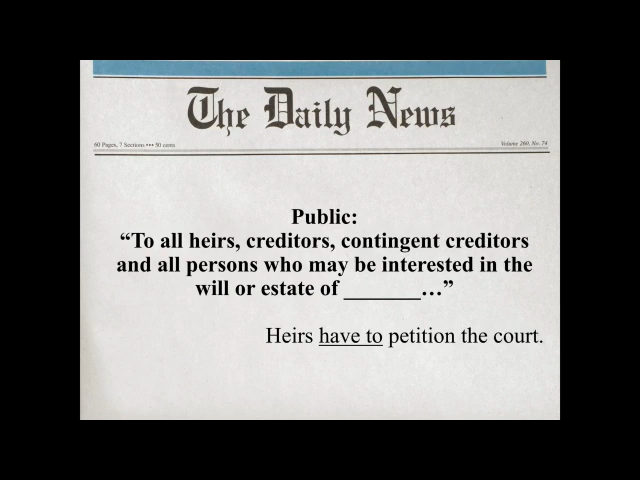 The Daily News
60 Pages, 7 Sections ••• 50 cents
Volume 260, No. 74
Public:
“To all heirs, creditors, contingent creditors
and all persons who may be interested in the
will or estate of _______…”
Heirs have to petition the court.